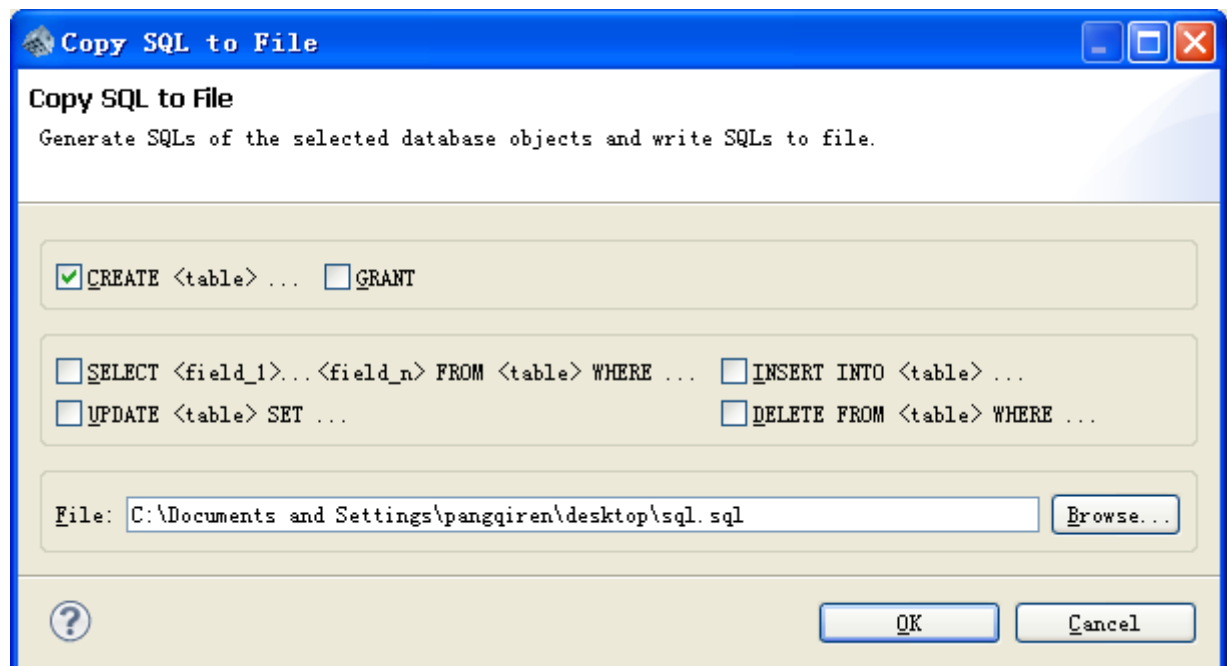 Copy SQL to File
Copy SQL to File
Generate SQLs of the selected database objects and write SQLs to file.
CREATE <table> ... GRANT
SELECT <field_1>...<field_n> FROM <table> WHERE ... INSERT INTO <table> ...
UPDATE <table> SET ... DELETE FROM <table> WHERE ...
File: C:\Documents and Settings\pangqiren\desktop\sql.sql Browse...
? OK Cancel